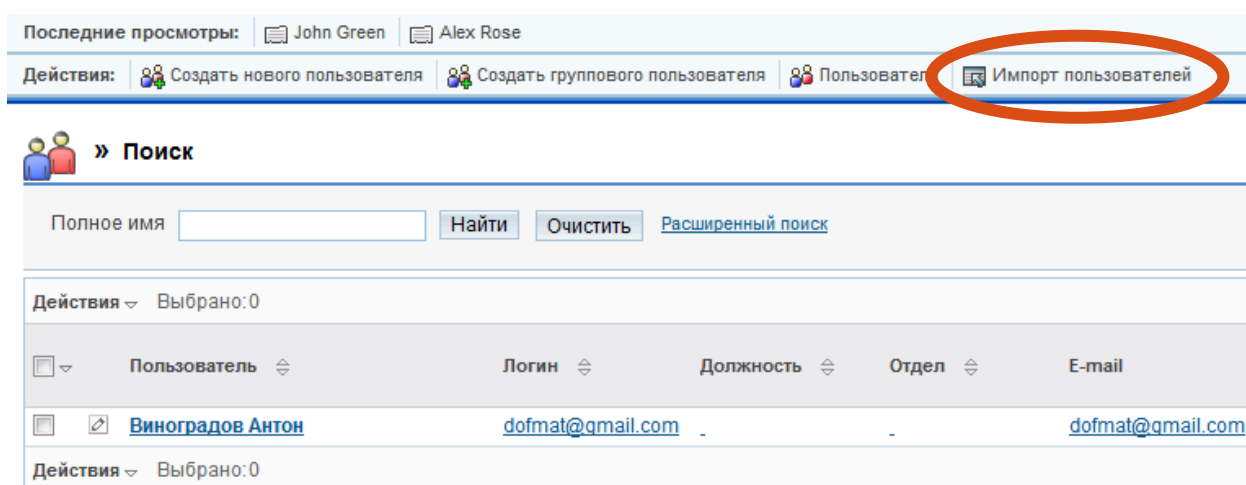 Последние просмотры: John Green Alex Rose
Действия: Создать нового пользователя Создать группового пользователя Импорт пользователей
» Поиск
Полное имя Найти Очистить Расширенный поиск
Действия Выбрано:0
Пользователь Логин Должность Отдел E-mail
Виноградов Антон dofmat@gmail.com - - dofmat@gmail.com
Действия Выбрано:0